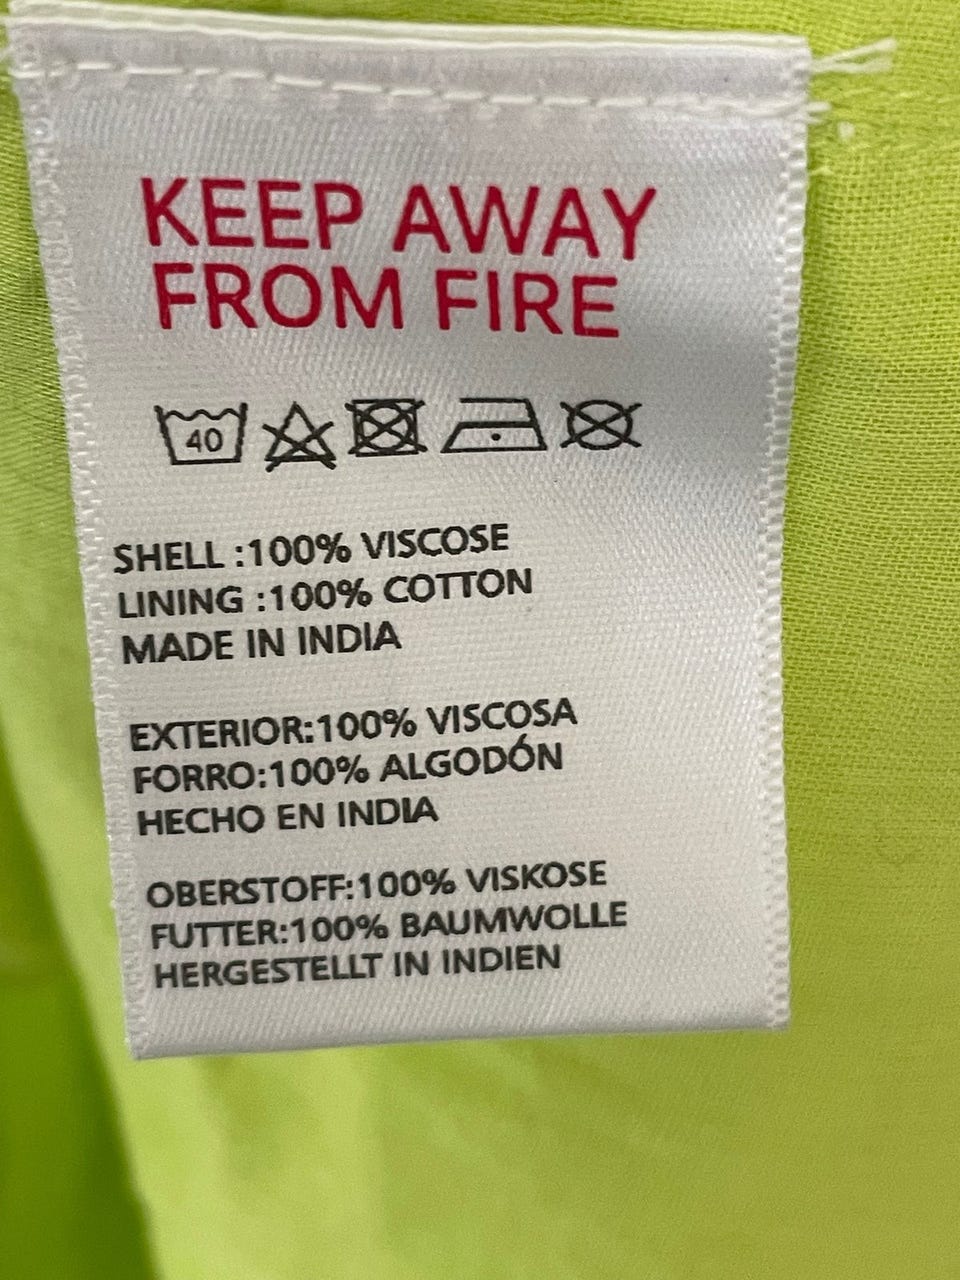 KEEP AWAY
FROM FIRE
40
SHELL :100% VISCOSE
LINING :100% COTTON
MADE IN INDIA
EXTERIOR:100% VISCOSA
FORRO:100% ALGODÓN
HECHO EN INDIA
OBERSTOFF:100% VISKOSE
FUTTER:100% BAUMWOLLE
HERGESTELLT IN INDIEN